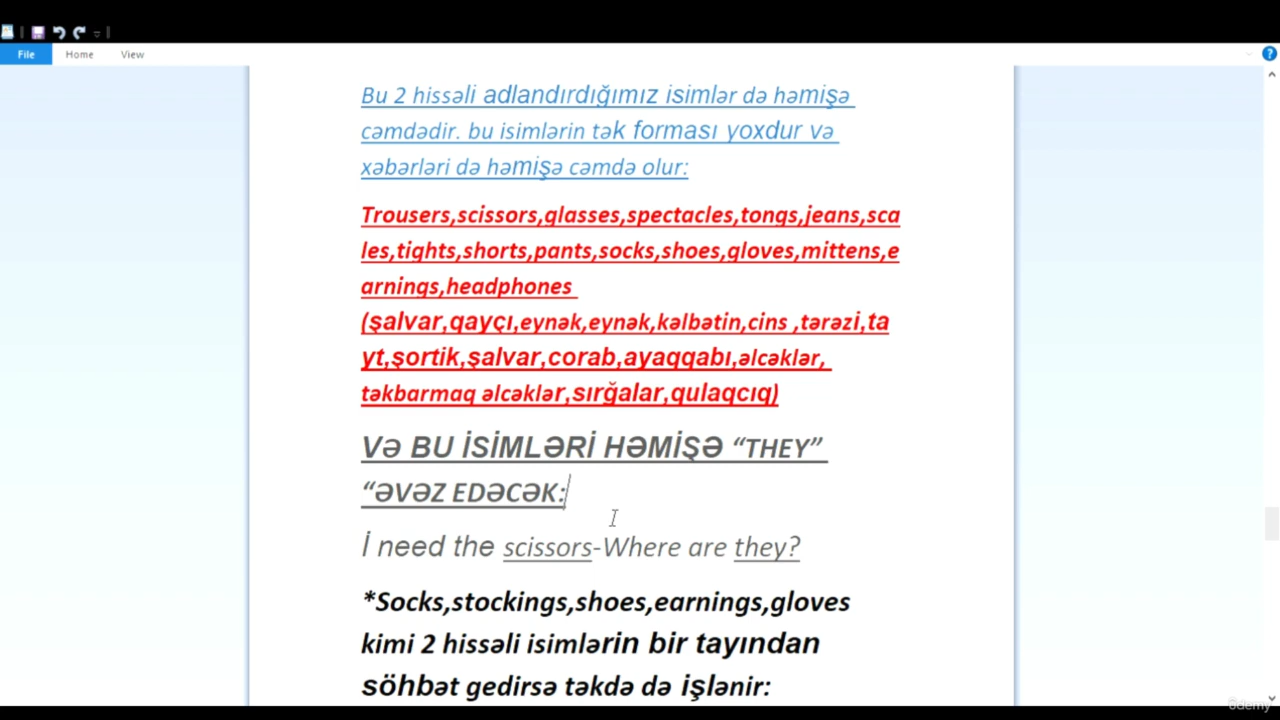 File Home View
Bu 2 hissəli adlandırdığımız isimlər də həmişə
cəmdədir. bu isimlərin tək forması yoxdur və
xəbərləri də həmişə cəmdə olur:
Trousers,scissors,glasses,spectacles,tongs,jeans,sca
les,tights,shorts,pants,socks,shoes,gloves,mittens,e
arnings,headphones
(şalvar,qayçı,eynək,eynək,kəlbətin,cins ,tərəzi,ta
yt,şortik,şalvar,corab,ayaqqabı,əlcəklər,
təkbarmaq əlcəklər,sırğalar,qulaqcıq)
Və BU İSİMLƏRİ HƏMİŞƏ “THEY”
“ƏVƏZ EDƏCƏK:
İ need the scissors-Where are they?
*Socks,stockings,shoes,earnings,gloves
kimi 2 hissəli isimlərin bir tayından
söhbət gedirsə təkdə də işlənir:
ûdemy